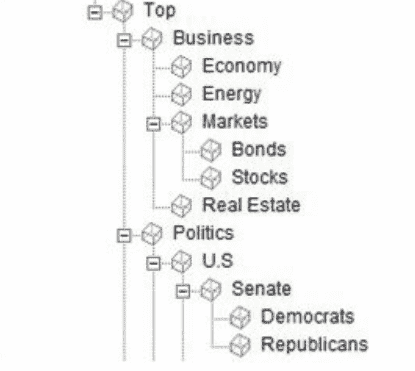 Top
Business
Economy
Energy
Markets
Bonds
Stocks
Real Estate
Politics
U.S
Senate
Democrats
Republicans